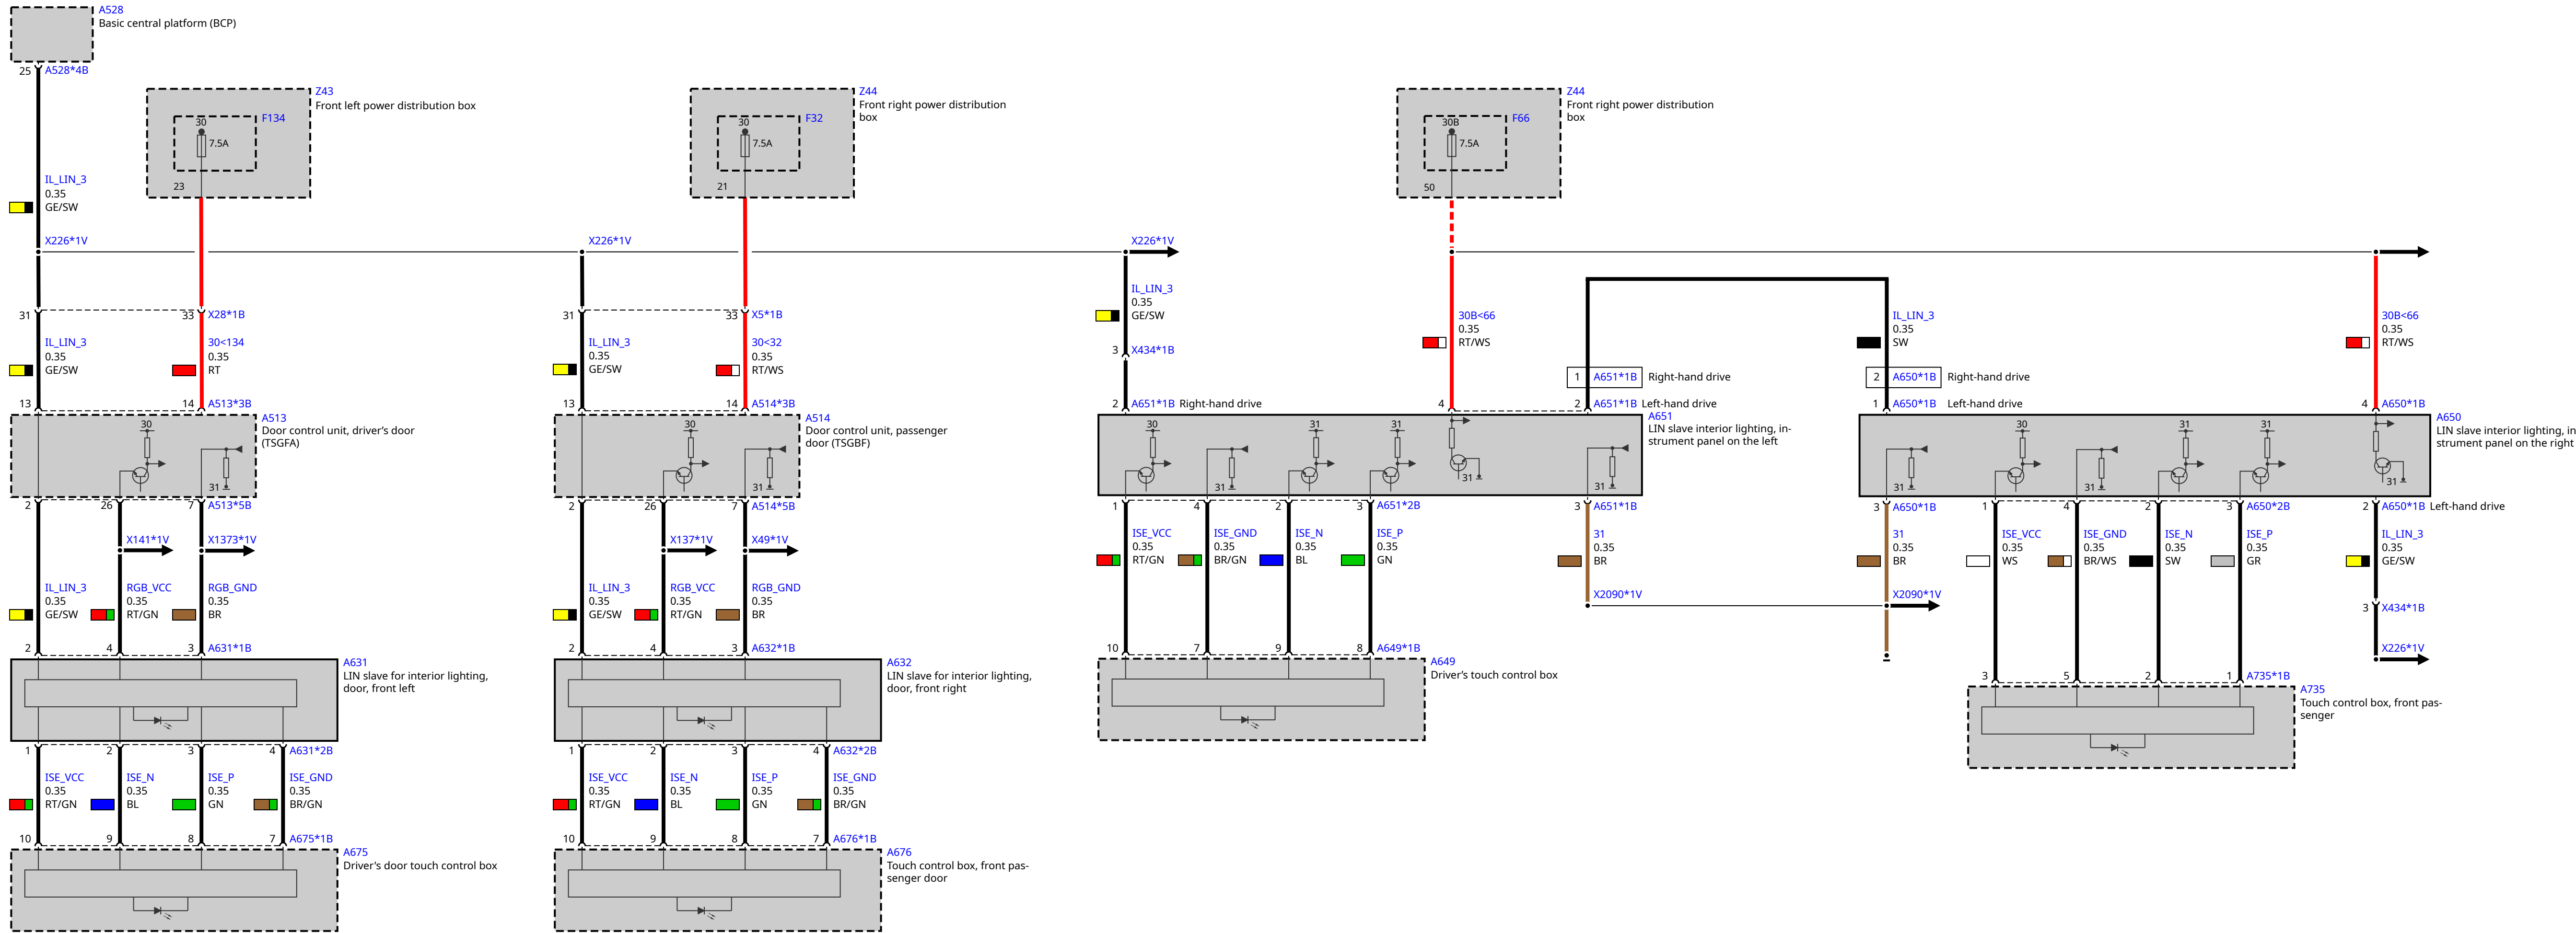 A528
Basic central platform (BCP)
25
A528*4B
Z43
Front left power distribution box
F134
30
7.5A
23
Z44
Front right power distribution
box
F32
30
7.5A
21
Z44
Front right power distribution
box
F66
30B
7.5A
50
IL_LIN_3
0.35
GE/SW
X226*1V
X226*1V
X226*1V
IL_LIN_3
0.35
GE/SW
3
X434*1B
30B<66
0.35
RT/WS
IL_LIN_3
0.35
SW
30B<66
0.35
RT/WS
31
33
X28*1B
31
33
X5*1B
IL_LIN_3
0.35
GE/SW
30<134
0.35
RT
IL_LIN_3
0.35
GE/SW
30<32
0.35
RT/WS
1
A651*1B
Right-hand drive
2
A650*1B
Right-hand drive
13
14
A513*3B
13
14
A514*3B
2
A651*1B
Right-hand drive
4
2
A651*1B
Left-hand drive
1
A650*1B
Left-hand drive
4
A650*1B
A513
Door control unit, driver's door
(TSGFA)
30
31
A514
Door control unit, passenger
door (TSGBF)
30
31
A651
LIN slave interior lighting, in-
strument panel on the left
30
31
31
31
31
31
A650
LIN slave interior lighting, in-
strument panel on the right
31
30
31
31
31
31
2
26
7
A513*5B
2
26
7
A514*5B
1
4
2
3
A651*2B
3
A651*1B
3
A650*1B
1
4
2
3
A650*2B
2
A650*1B
Left-hand drive
X141*1V
X1373*1V
X137*1V
X49*1V
ISE_VCC
0.35
RT/GN
ISE_GND
0.35
BR/GN
ISE_N
0.35
BL
ISE_P
0.35
GN
31
0.35
BR
31
0.35
BR
ISE_VCC
0.35
WS
ISE_GND
0.35
BR/WS
ISE_N
0.35
SW
ISE_P
0.35
GR
IL_LIN_3
0.35
GE/SW
IL_LIN_3
0.35
GE/SW
RGB_VCC
0.35
RT/GN
RGB_GND
0.35
BR
IL_LIN_3
0.35
GE/SW
RGB_VCC
0.35
RT/GN
RGB_GND
0.35
BR
X2090*1V
X2090*1V
3
X434*1B
X226*1V
2
4
3
A631*1B
2
4
3
A632*1B
10
7
9
8
A649*1B
3
5
2
1
A735*1B
A631
LIN slave for interior lighting,
door, front left
A632
LIN slave for interior lighting,
door, front right
A649
Driver's touch control box
A735
Touch control box, front pas-
senger
1
2
3
4
A631*2B
1
2
3
4
A632*2B
ISE_VCC
0.35
RT/GN
ISE_N
0.35
BL
ISE_P
0.35
GN
ISE_GND
0.35
BR/GN
ISE_VCC
0.35
RT/GN
ISE_N
0.35
BL
ISE_P
0.35
GN
ISE_GND
0.35
BR/GN
10
9
8
7
A675*1B
10
9
8
7
A676*1B
A675
Driver's door touch control box
A676
Touch control box, front pas-
senger door